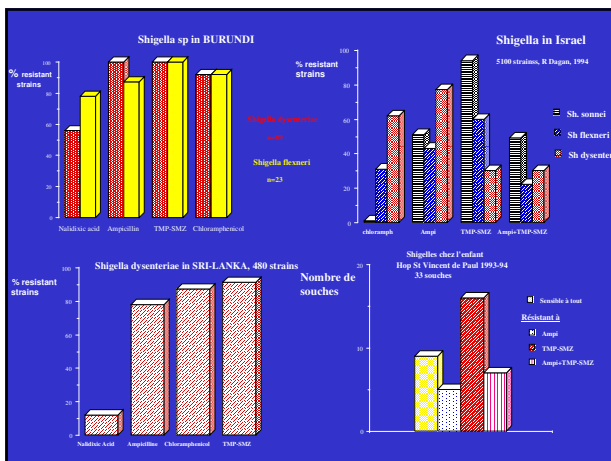 Shigella sp in BURUNDI
% resistant
strains
100
80
60
40
20
0
Nalidixic acid Ampicillin TMP-SMZ Chloramphenicol
Shigella flexneri
n=23
Shigella in Israel
5100 strainss, R Dagan, 1994
% resistant
strains
100
80
60
40
20
0
chloramph Ampi TMP-SMZ Ampi+TMP-SMZ
Sh. sonnei
Sh flexneri
Sh dysenter
Shigella dysenteriae in SRI-LANKA, 480 strains
% resistant
strains
100
80
60
40
20
0
Nalidixic Acid Ampicilline Chloramphenicol TMP-SMZ
Nombre de
souches
Shigelles chez l'enfant
Hop St Vincent de Paul 1993-94
33 souches
20
10
0
Sensible à tout
Résistant à
Ampi
TMP-SMZ
Ampi+TMP-SMZ